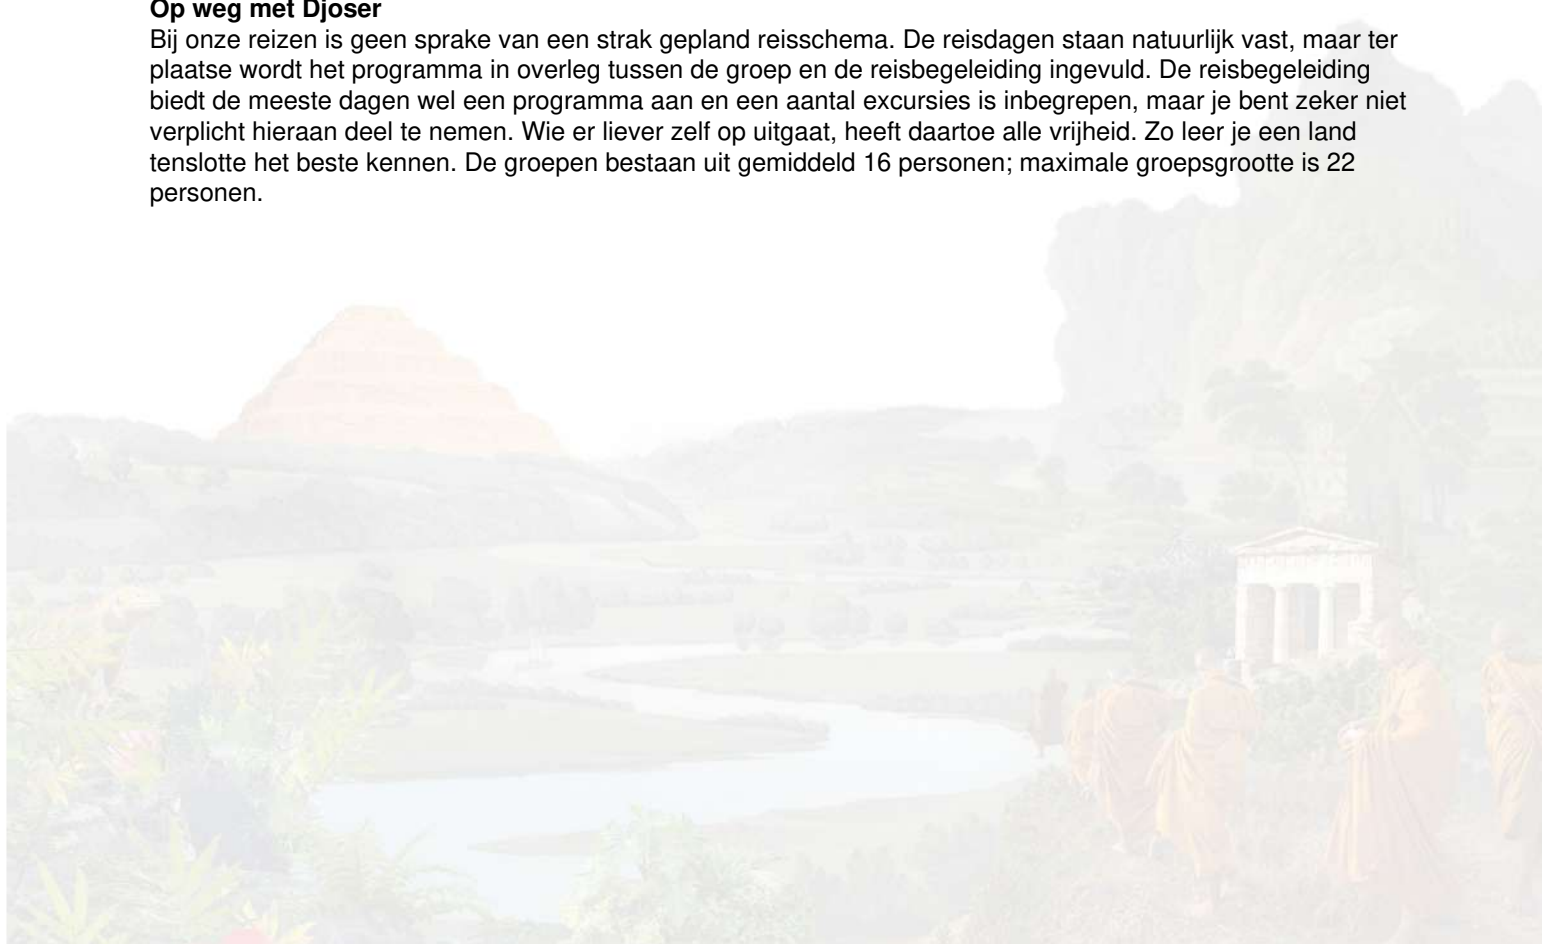 Op weg met Djoser
Bij onze reizen is geen sprake van een strak gepland reisschema. De reisdagen staan natuurlijk vast, maar ter
plaatse wordt het programma in overleg tussen de groep en de reisbegeleiding ingevuld. De reisbegeleiding
biedt de meeste dagen wel een programma aan en een aantal excursies is inbegrepen, maar je bent zeker niet
verplicht hieraan deel te nemen. Wie er liever zelf op uitgaat, heeft daartoe alle vrijheid. Zo leer je een land
tenslotte het beste kennen. De groepen bestaan uit gemiddeld 16 personen; maximale groepsgrootte is 22
personen.